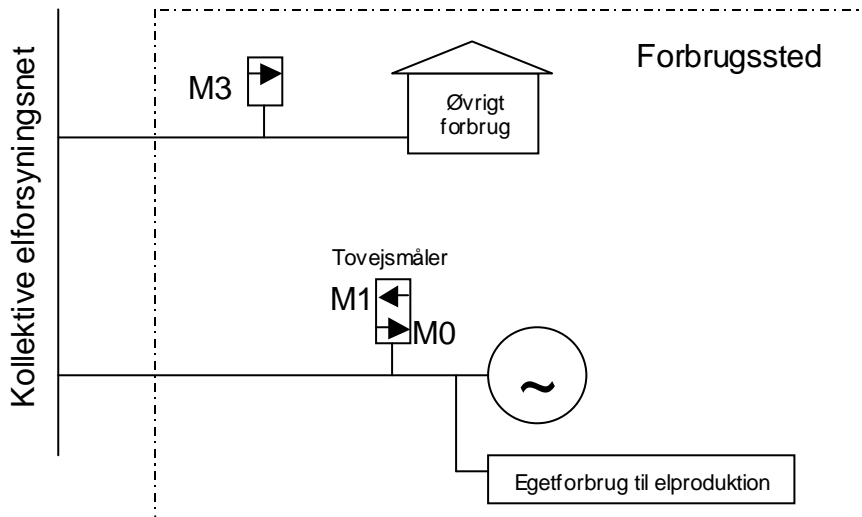 Kollektive elforsyningsnet
Forbrugssted
M3
Øvrigt
forbrug
Tovejsmåler
M1
M0
~
Egetforbrug til elproduktion